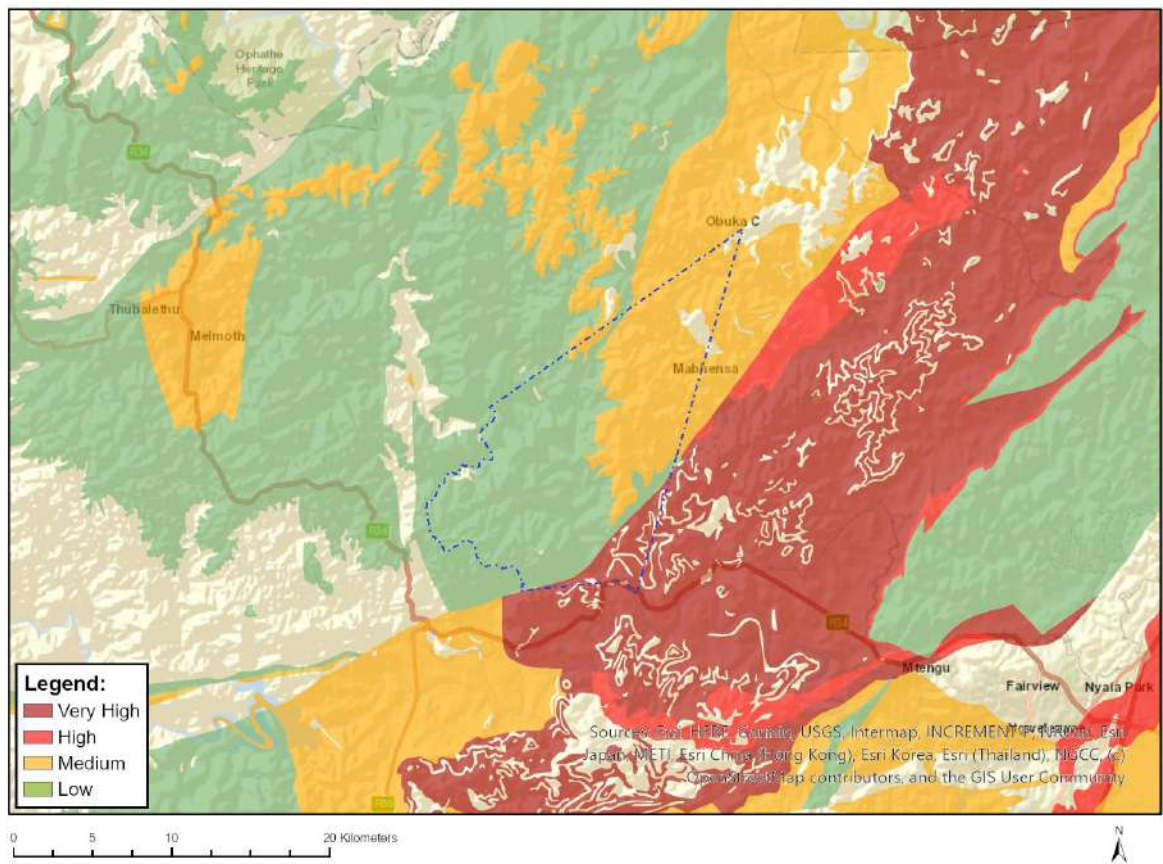 Ophathe
Heritage
Park
R34
Obuka C
Thubalethu
Melmoth
R34
R34
Mtengu
Fairview
Nyala Park
Legend:
Very High
High
Medium
Low
Sources: Esri, HERE, Garmin, USGS, Intermap, INCREMENT P, NRCan, Esri
Japan, METI, Esri China (Hong Kong), Esri Korea, Esri (Thailand), NGCC, (c)
OpenStreetMap contributors, and the GIS User Community
0 5 10 20 Kilometers
N